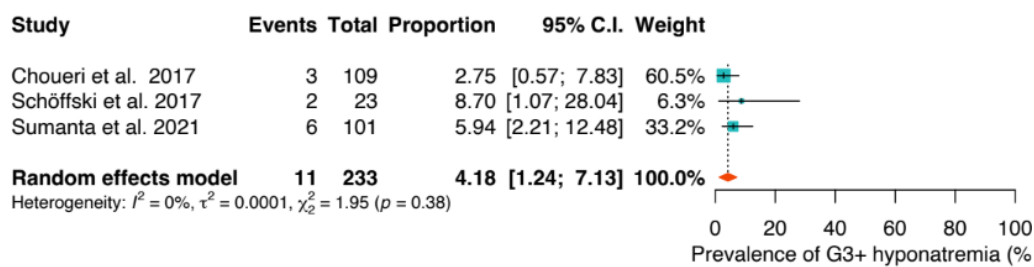 Study Events Total Proportion 95% C.I. Weight
Choueri et al. 2017 3 109 2.75 [0.57; 7.83] 60.5%
Schöffski et al. 2017 2 23 8.70 [1.07; 28.04] 6.3%
Sumanta et al. 2021 6 101 5.94 [2.21; 12.48] 33.2%
Random effects model 11 233 4.18 [1.24; 7.13] 100.0%
Heterogeneity: I² = 0%, τ² = 0.0001, χ²₂ = 1.95 (p = 0.38)
0 20 40 60 80 100
Prevalence of G3+ hyponatremia (%